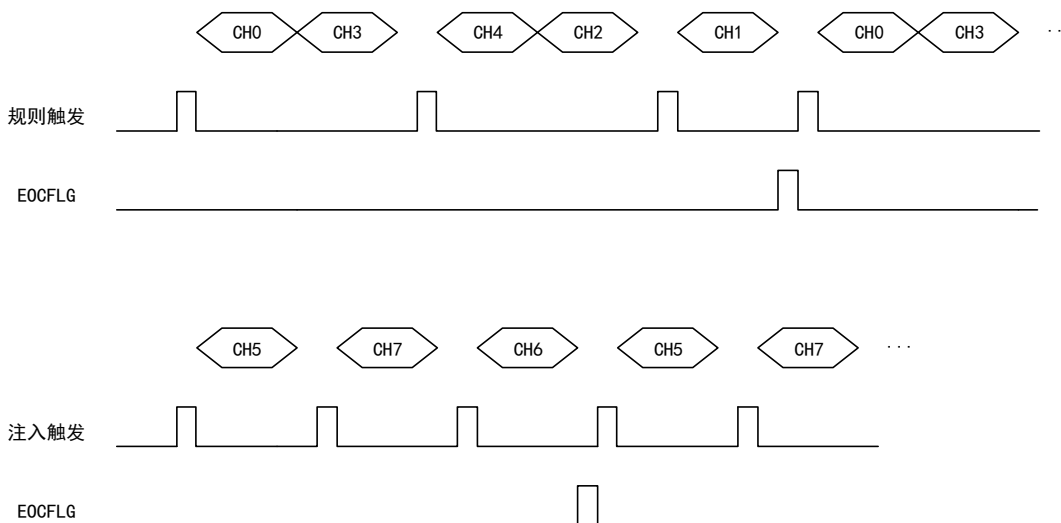 CH0 CH3 CH4 CH2 CH1 CH0 CH3 ··
规则触发
EOCFLG
CH5 CH7 CH6 CH5 CH7 ···
注入触发
EOCFLG